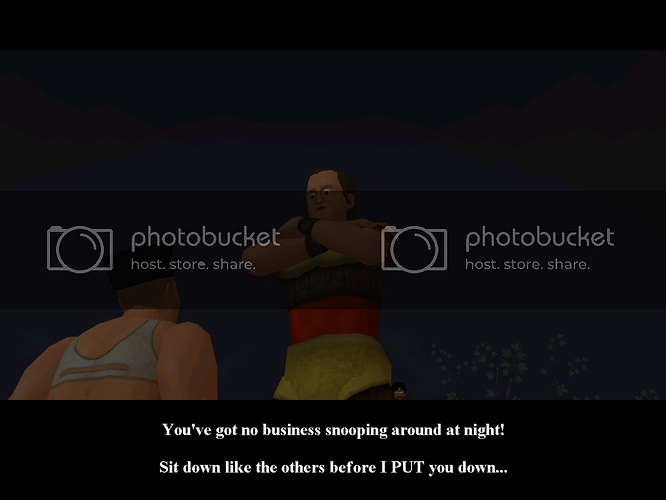 photobucket photobucket
host. store. share. host. store. share.
You've got no business snooping around at night!
Sit down like the others before I PUT you down...